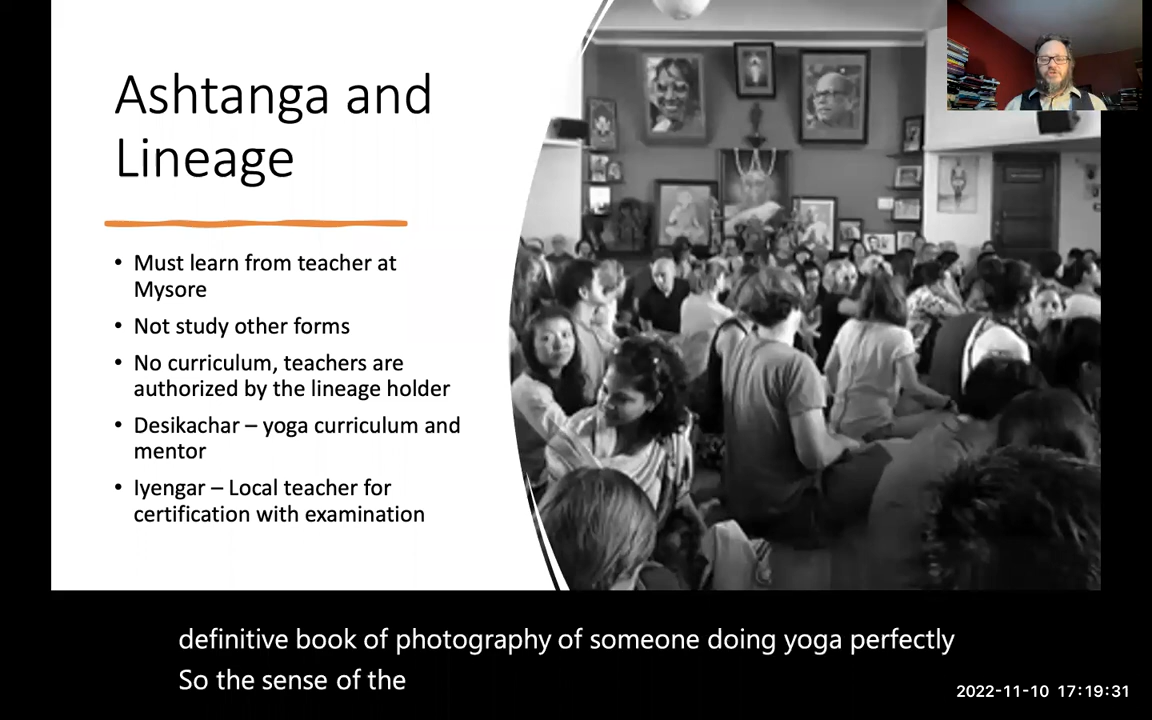 Ashtanga and
Lineage
• Must learn from teacher at
Mysore
• Not study other forms
• No curriculum, teachers are
authorized by the lineage holder
• Desikachar – yoga curriculum and
mentor
• Iyengar – Local teacher for
certification with examination
definitive book of photography of someone doing yoga perfectly
So the sense of the
2022-11-10 17:19:31